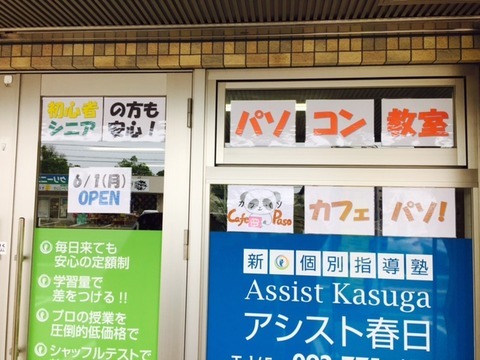 初心者
シニア
の方も
安心!
6/1(月)
OPEN
毎日来ても
安心の定額制
学習量で
差をつける!!
プロの授業を
圧倒的低価格で
シャッフルテストで
パソコン教室
Cafe Paso
カフェパソ!
新個別指導塾
Assist Kasuga
アシスト春日